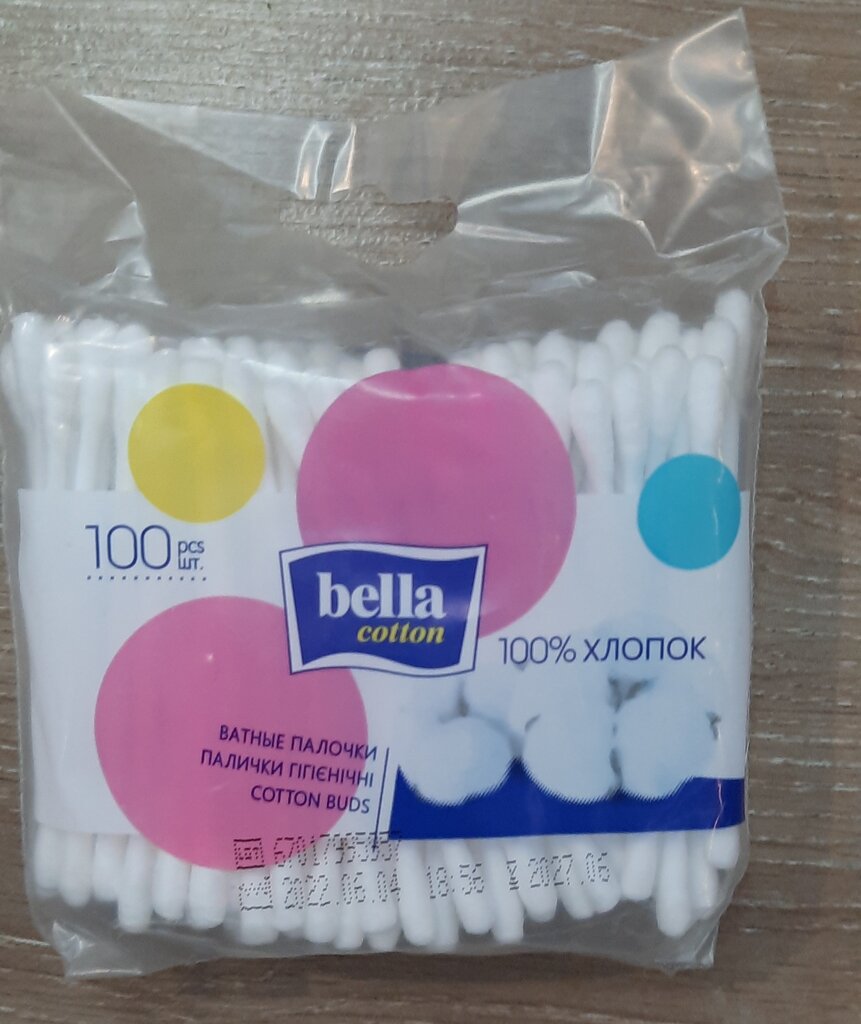 100 pcs
шт.
bella
cotton
100% ХЛОПОК
ВАТНЫЕ ПАЛОЧКИ
ПАЛИЧКИ ГІГІЄНІЧНІ
COTTON BUDS
2022.06.04 18:56 2027.06